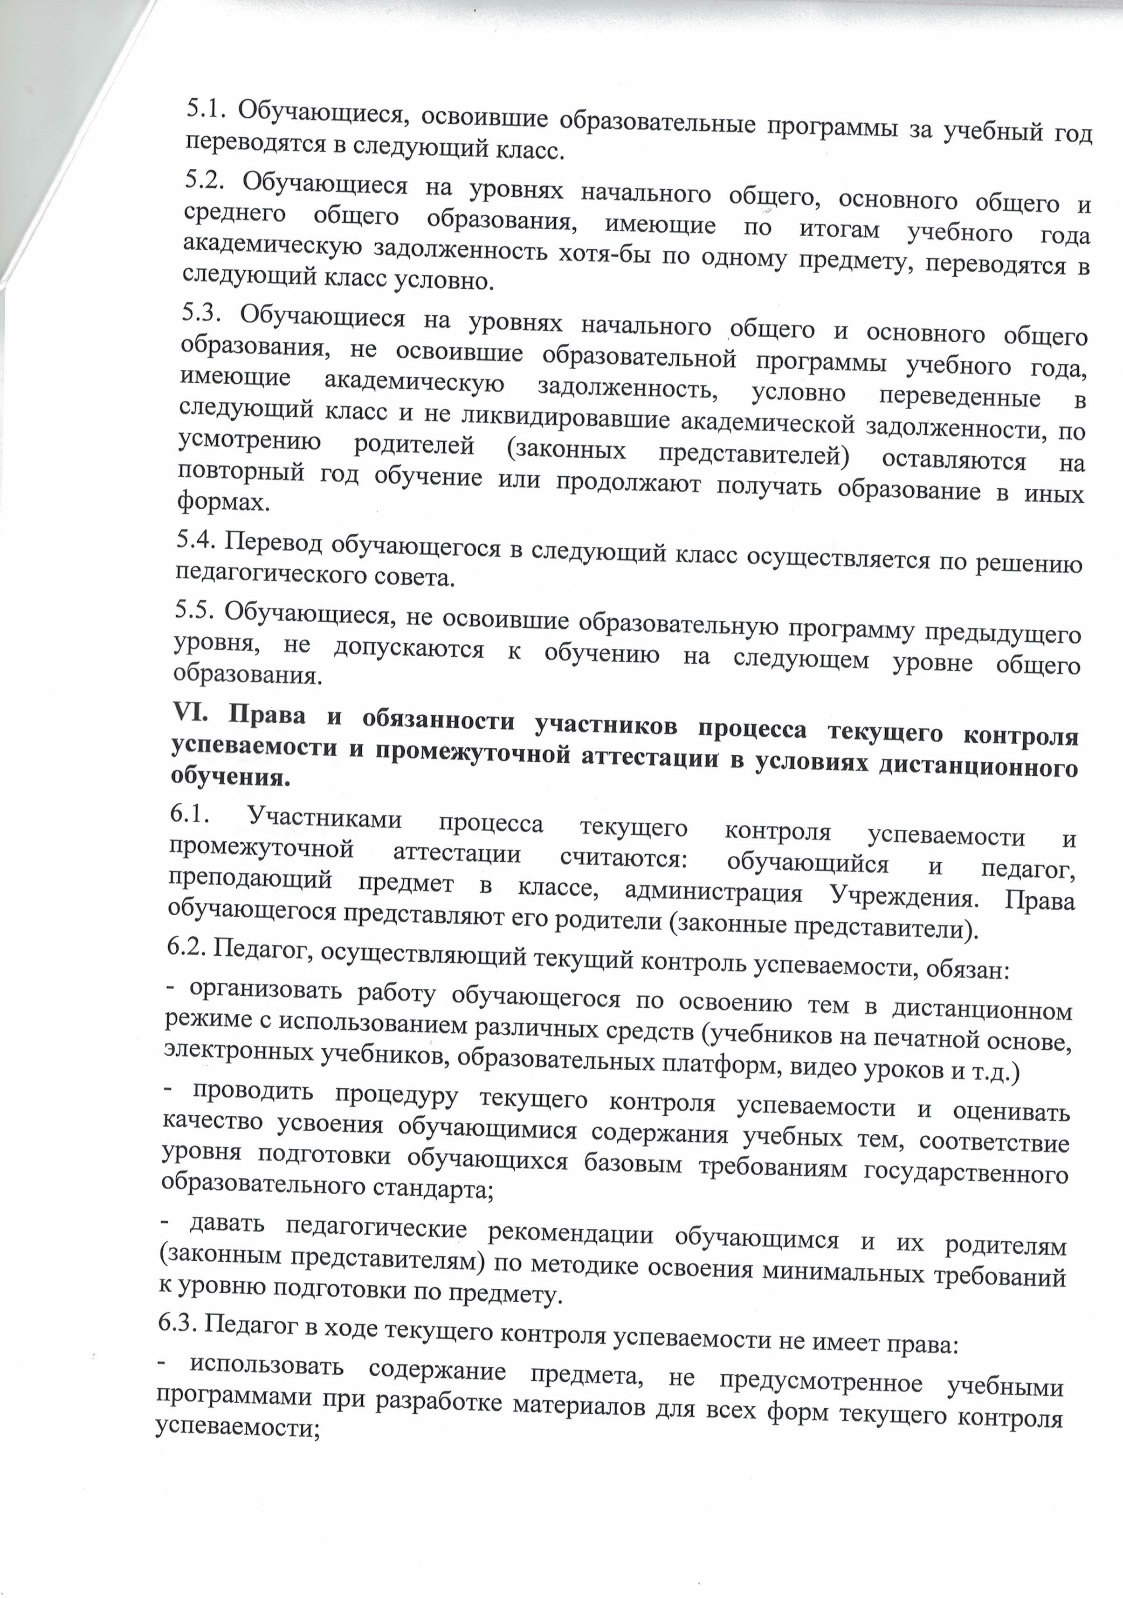 5.1. Обучающиеся, освоившие образовательные программы за учебный год
переводятся в следующий класс.
5.2. Обучающиеся на уровнях начального общего, основного общего и
среднего общего образования, имеющие по итогам учебного года
академическую задолженность хотя-бы по одному предмету, переводятся в
следующий класс условно.
5.3. Обучающиеся на уровнях начального общего и основного общего
образования, не освоившие образовательной программы учебного года,
имеющие академическую задолженность, условно переведенные в
следующий класс и не ликвидировавшие академической задолженности, по
усмотрению родителей (законных представителей) оставляются на
повторный год обучение или продолжают получать образование в иных
формах.
5.4. Перевод обучающегося в следующий класс осуществляется по решению
педагогического совета.
5.5. Обучающиеся, не освоившие образовательную программу предыдущего
уровня, не допускаются к обучению на следующем уровне общего
образования.
VI. Права и обязанности участников процесса текущего контроля
успеваемости и промежуточной аттестации в условиях дистанционного
обучения.
6.1. Участниками процесса текущего контроля успеваемости и
промежуточной аттестации считаются: обучающийся и педагог,
преподающий предмет в классе, администрация Учреждения. Права
обучающегося представляют его родители (законные представители).
6.2. Педагог, осуществляющий текущий контроль успеваемости, обязан:
- организовать работу обучающегося по освоению тем в дистанционном
режиме с использованием различных средств (учебников на печатной основе,
электронных учебников, образовательных платформ, видео уроков и т.д.)
- проводить процедуру текущего контроля успеваемости и оценивать
качество усвоения обучающимися содержания учебных тем, соответствие
уровня подготовки обучающихся базовым требованиям государственного
образовательного стандарта;
- давать педагогические рекомендации обучающимся и их родителям
(законным представителям) по методике освоения минимальных требований
к уровню подготовки по предмету.
6.3. Педагог в ходе текущего контроля успеваемости не имеет права:
- использовать содержание предмета, не предусмотренное учебными
программами при разработке материалов для всех форм текущего контроля
успеваемости;